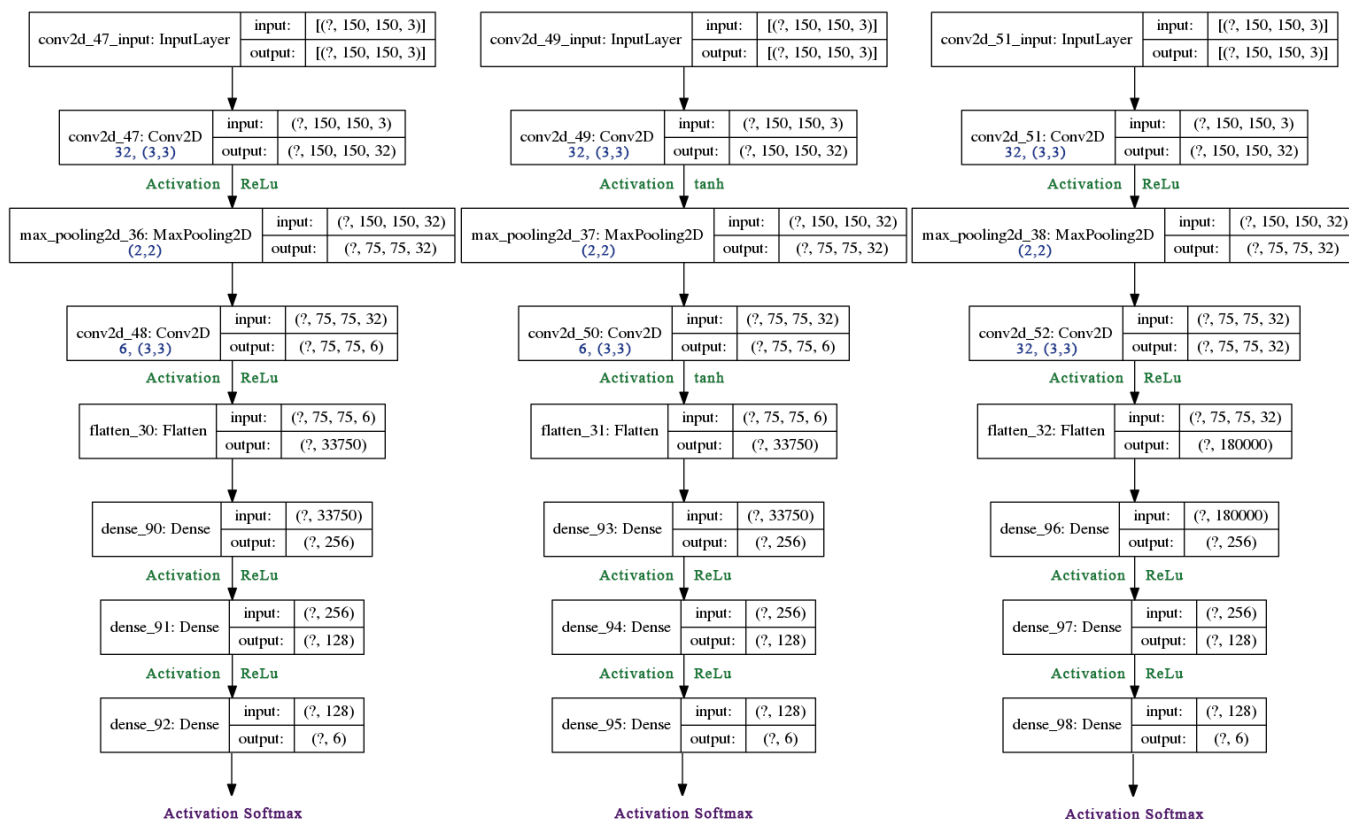 conv2d_47_input: InputLayer
input: [(?, 150, 150, 3)]
output: [(?, 150, 150, 3)]
conv2d_47: Conv2D
32, (3,3)
input: (?, 150, 150, 3)
output: (?, 150, 150, 32)
Activation ReLu
max_pooling2d_36: MaxPooling2D
(2,2)
input: (?, 150, 150, 32)
output: (?, 75, 75, 32)
conv2d_48: Conv2D
6, (3,3)
input: (?, 75, 75, 32)
output: (?, 75, 75, 6)
Activation ReLu
flatten_30: Flatten
input: (?, 75, 75, 6)
output: (?, 33750)
dense_90: Dense
input: (?, 33750)
output: (?, 256)
Activation ReLu
dense_91: Dense
input: (?, 256)
output: (?, 128)
Activation ReLu
dense_92: Dense
input: (?, 128)
output: (?, 6)
Activation Softmax
conv2d_49_input: InputLayer
input: [(?, 150, 150, 3)]
output: [(?, 150, 150, 3)]
conv2d_49: Conv2D
32, (3,3)
input: (?, 150, 150, 3)
output: (?, 150, 150, 32)
Activation tanh
max_pooling2d_37: MaxPooling2D
(2,2)
input: (?, 150, 150, 32)
output: (?, 75, 75, 32)
conv2d_50: Conv2D
6, (3,3)
input: (?, 75, 75, 32)
output: (?, 75, 75, 6)
Activation tanh
flatten_31: Flatten
input: (?, 75, 75, 6)
output: (?, 33750)
dense_93: Dense
input: (?, 33750)
output: (?, 256)
Activation ReLu
dense_94: Dense
input: (?, 256)
output: (?, 128)
Activation ReLu
dense_95: Dense
input: (?, 128)
output: (?, 6)
Activation Softmax
conv2d_51_input: InputLayer
input: [(?, 150, 150, 3)]
output: [(?, 150, 150, 3)]
conv2d_51: Conv2D
32, (3,3)
input: (?, 150, 150, 3)
output: (?, 150, 150, 32)
Activation ReLu
max_pooling2d_38: MaxPooling2D
(2,2)
input: (?, 150, 150, 32)
output: (?, 75, 75, 32)
conv2d_52: Conv2D
32, (3,3)
input: (?, 75, 75, 32)
output: (?, 75, 75, 32)
Activation ReLu
flatten_32: Flatten
input: (?, 75, 75, 32)
output: (?, 180000)
dense_96: Dense
input: (?, 180000)
output: (?, 256)
Activation ReLu
dense_97: Dense
input: (?, 256)
output: (?, 128)
Activation ReLu
dense_98: Dense
input: (?, 128)
output: (?, 6)
Activation Softmax